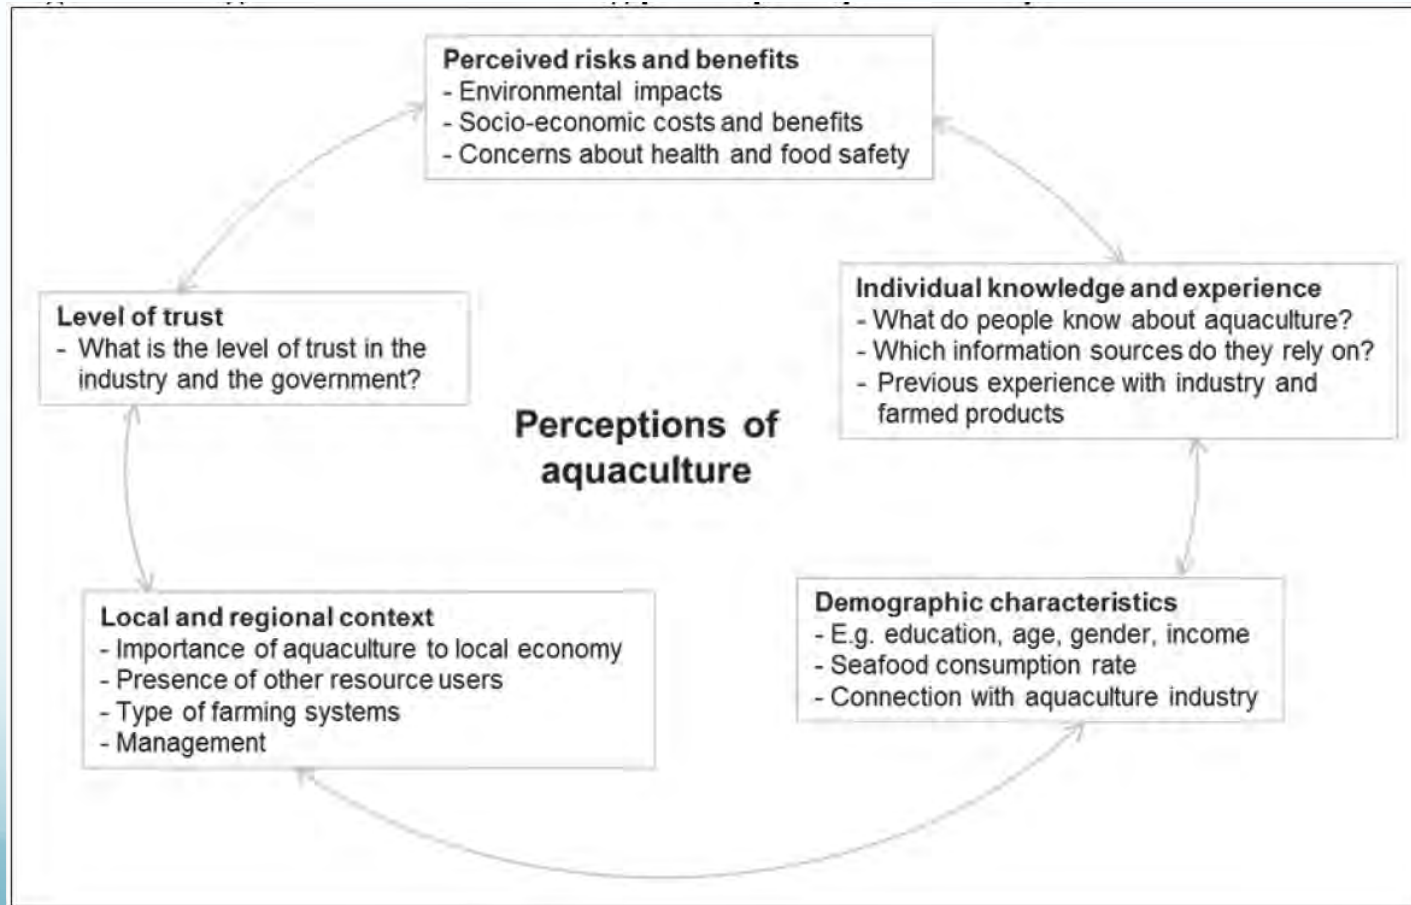 Perceived risks and benefits
- Environmental impacts
- Socio-economic costs and benefits
- Concerns about health and food safety
Level of trust
- What is the level of trust in the
industry and the government?
Individual knowledge and experience
- What do people know about aquaculture?
- Which information sources do they rely on?
- Previous experience with industry and
farmed products
Perceptions of
aquaculture
Local and regional context
- Importance of aquaculture to local economy
- Presence of other resource users
- Type of farming systems
- Management
Demographic characteristics
- E.g. education, age, gender, income
- Seafood consumption rate
- Connection with aquaculture industry